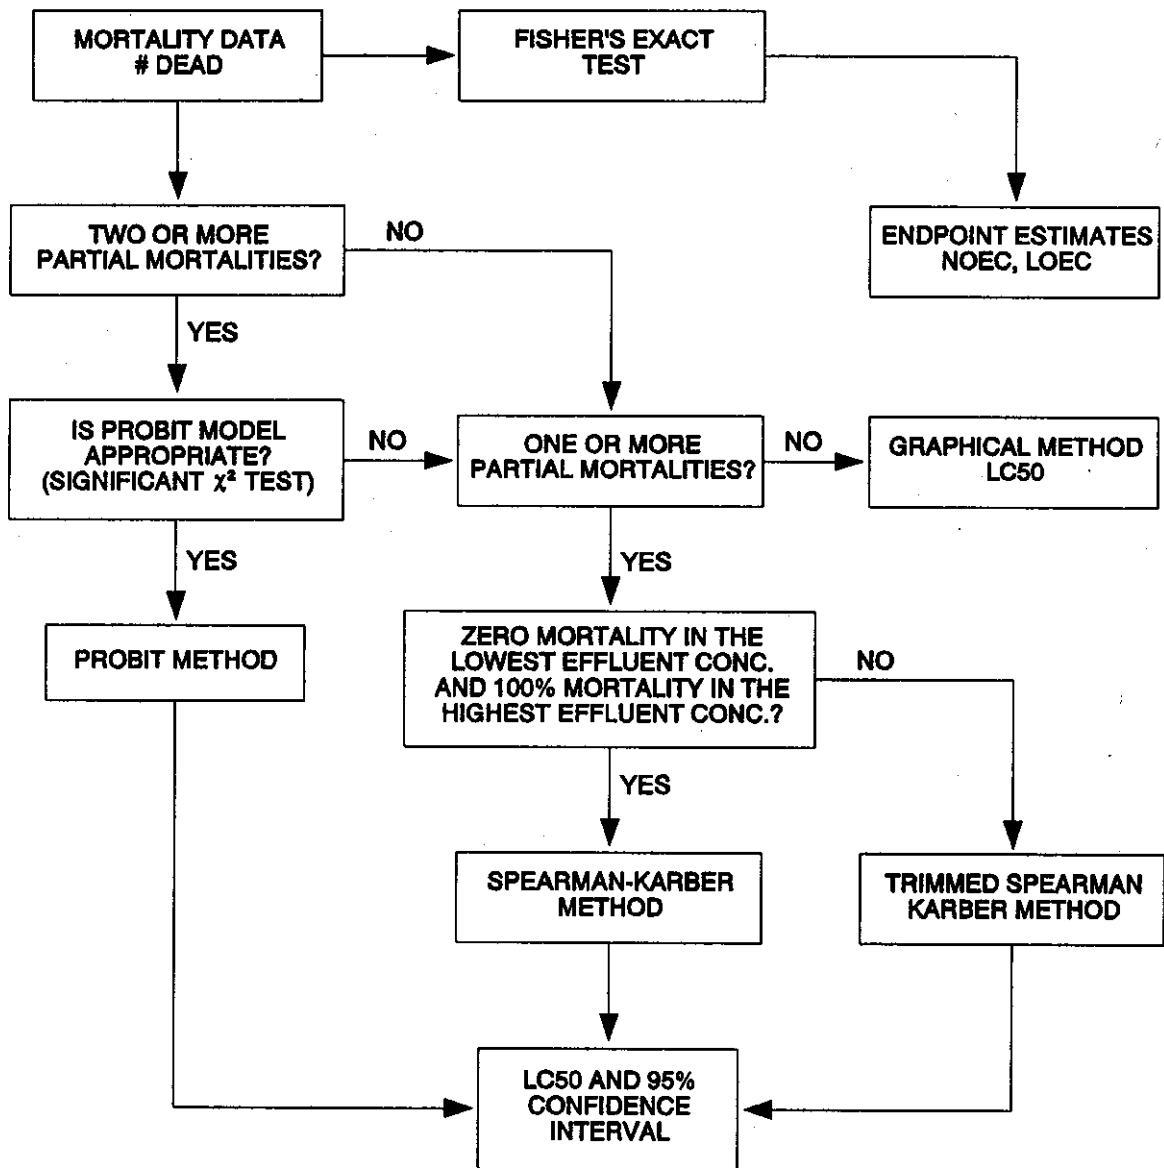 MORTALITY DATA
# DEAD
FISHER'S EXACT
TEST
TWO OR MORE
PARTIAL MORTALITIES?
NO
ENDPOINT ESTIMATES
NOEC, LOEC
YES
IS PROBIT MODEL
APPROPRIATE?
(SIGNIFICANT χ² TEST)
NO
ONE OR MORE
PARTIAL MORTALITIES?
NO
GRAPHICAL METHOD
LC50
YES
YES
PROBIT METHOD
ZERO MORTALITY IN THE
LOWEST EFFLUENT CONC.
AND 100% MORTALITY IN THE
HIGHEST EFFLUENT CONC.?
NO
YES
SPEARMAN-KARBER
METHOD
TRIMMED SPEARMAN
KARBER METHOD
LC50 AND 95%
CONFIDENCE
INTERVAL